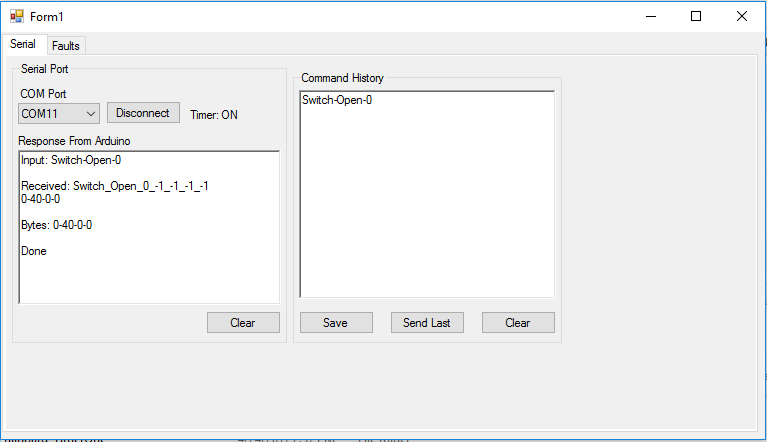 Form1
Serial
Faults
Serial Port
COM Port
COM11
Disconnect
Timer: ON
Response From Arduino
Input: Switch-Open-0
Received: Switch_Open_0_-1_-1_-1_-1
0-40-0-0
Bytes: 0-40-0-0
Done
Clear
Command History
Switch-Open-0
Save
Send Last
Clear